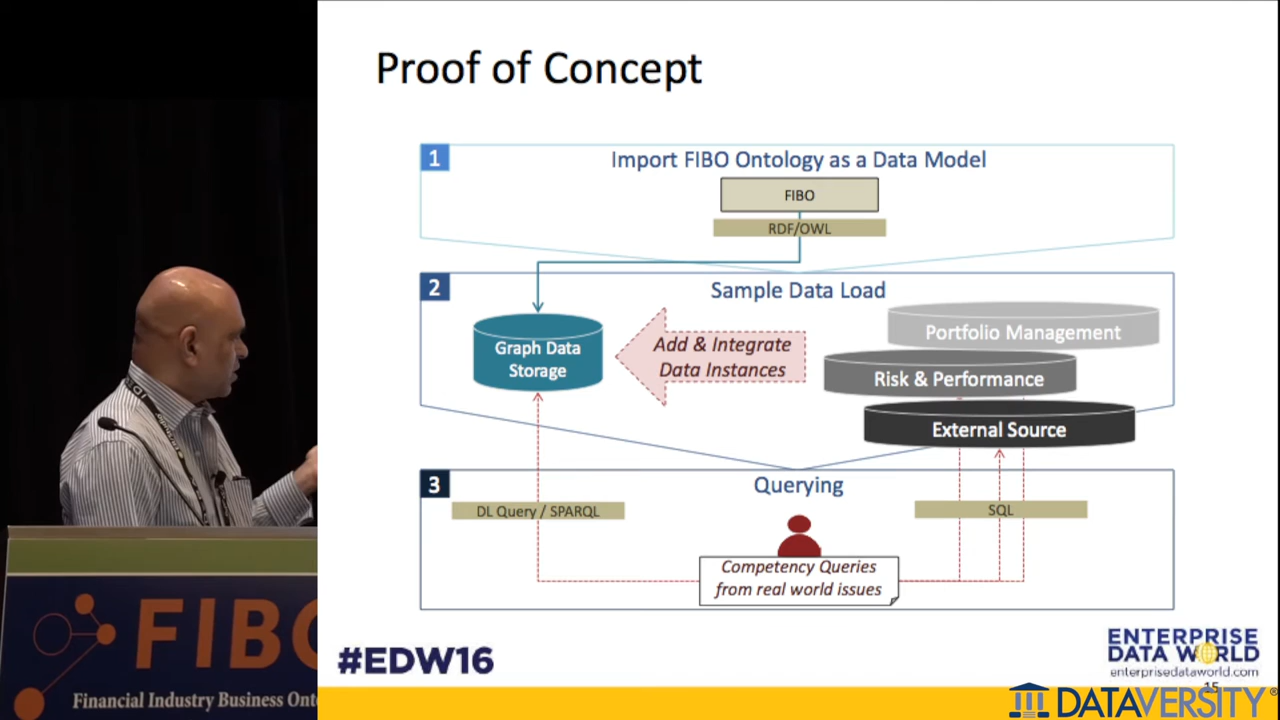 Proof of Concept
1
Import FIBO Ontology as a Data Model
FIBO
RDF/OWL
2
Sample Data Load
Graph Data
Storage
Add & Integrate
Data Instances
Portfolio Management
Risk & Performance
External Source
3
Querying
DL Query / SPARQL
SQL
Competency Queries
from real world issues
#EDW16
ENTERPRISE
DATA WORLD
enterprisedataworld.com
15
DATAVERSITY®
FIBO
Financial Industry Business Onto